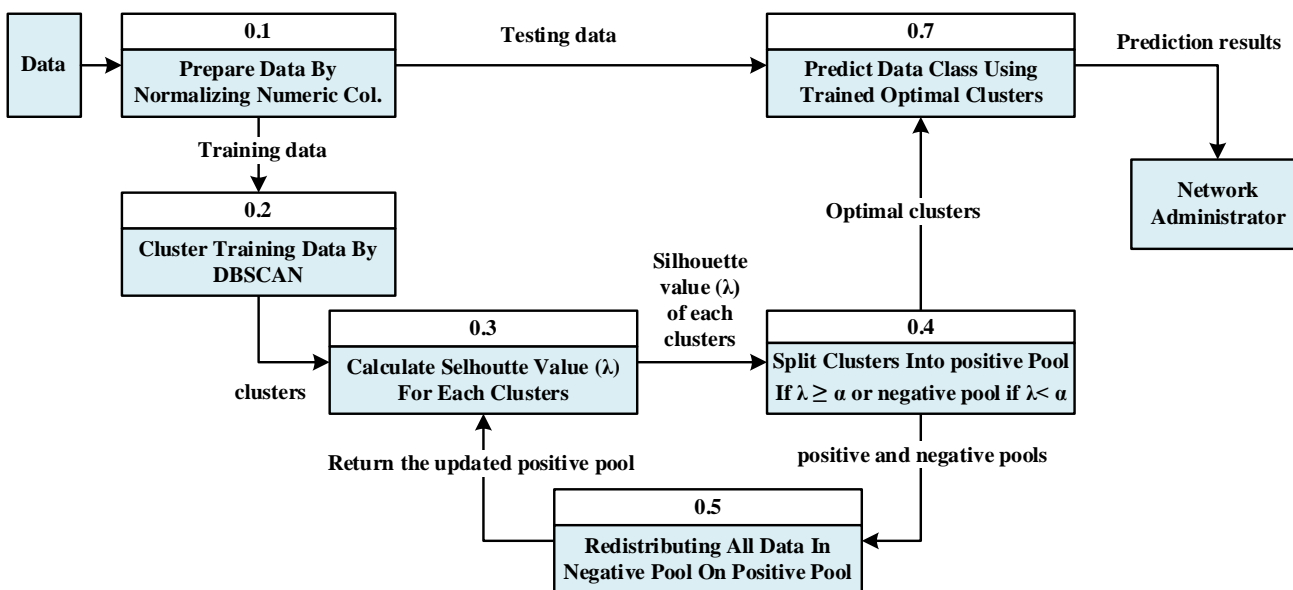 Data
0.1
Prepare Data By
Normalizing Numeric Col.
Testing data
0.7
Predict Data Class Using
Trained Optimal Clusters
Prediction results
Network
Administrator
Training data
0.2
Cluster Training Data By
DBSCAN
clusters
0.3
Calculate Selhoutte Value (λ)
For Each Clusters
Silhouette
value (λ)
of each
clusters
Optimal clusters
0.4
Split Clusters Into positive Pool
If λ ≥ α or negative pool if λ< α
Return the updated positive pool
positive and negative pools
0.5
Redistributing All Data In
Negative Pool On Positive Pool